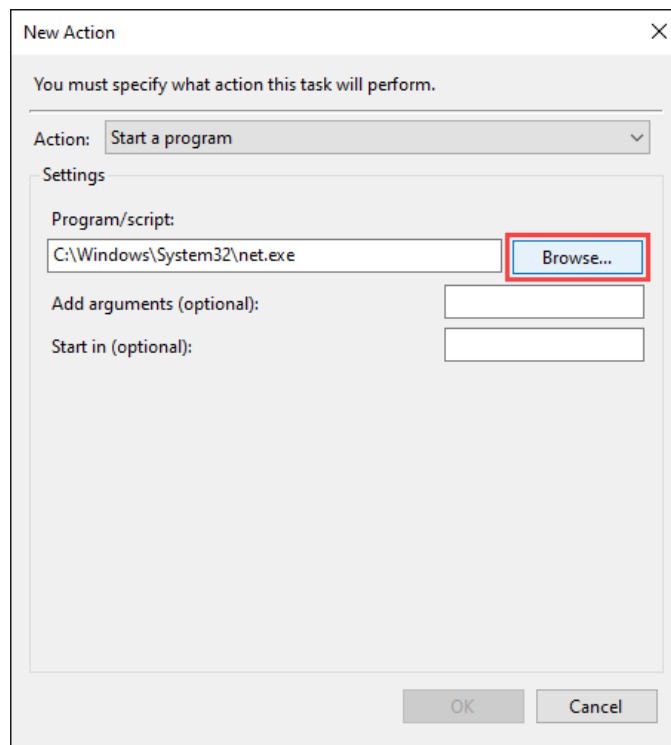 New Action
You must specify what action this task will perform.
Action: Start a program
Settings
Program/script:
C:\Windows\System32\net.exe Browse...
Add arguments (optional):
Start in (optional):
OK Cancel